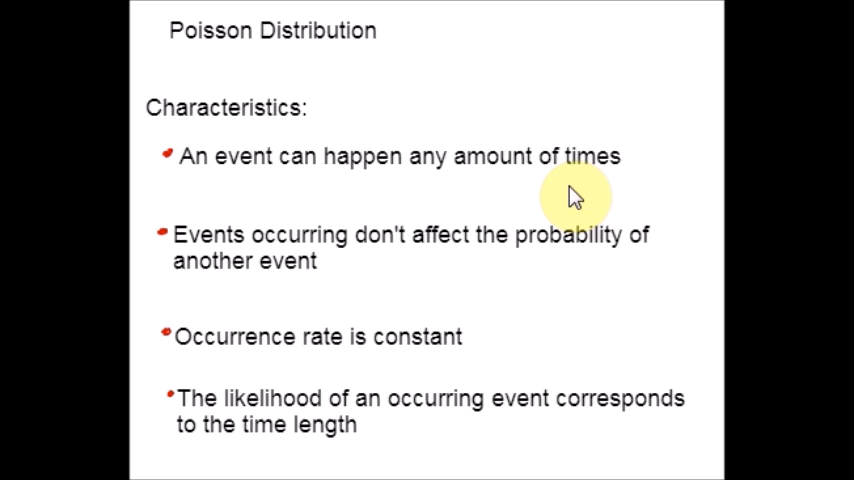 Poisson Distribution
Characteristics:
An event can happen any amount of times
Events occurring don't affect the probability of
another event
Occurrence rate is constant
The likelihood of an occurring event corresponds
to the time length